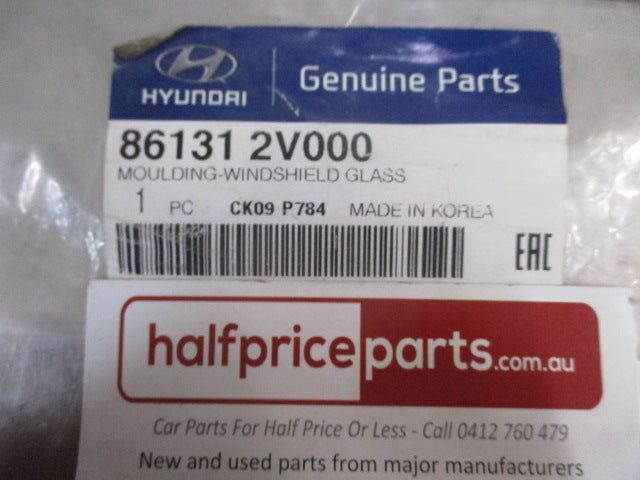 HYUNDAI
Genuine Parts
86131 2V000
MOULDING-WINDSHIELD GLASS
1 PC CK09 P784 MADE IN KOREA
EAC
halfpriceparts.com.au
Car Parts For Half Price Or Less - Call 0412 760 479
New and used parts from major manufacturers